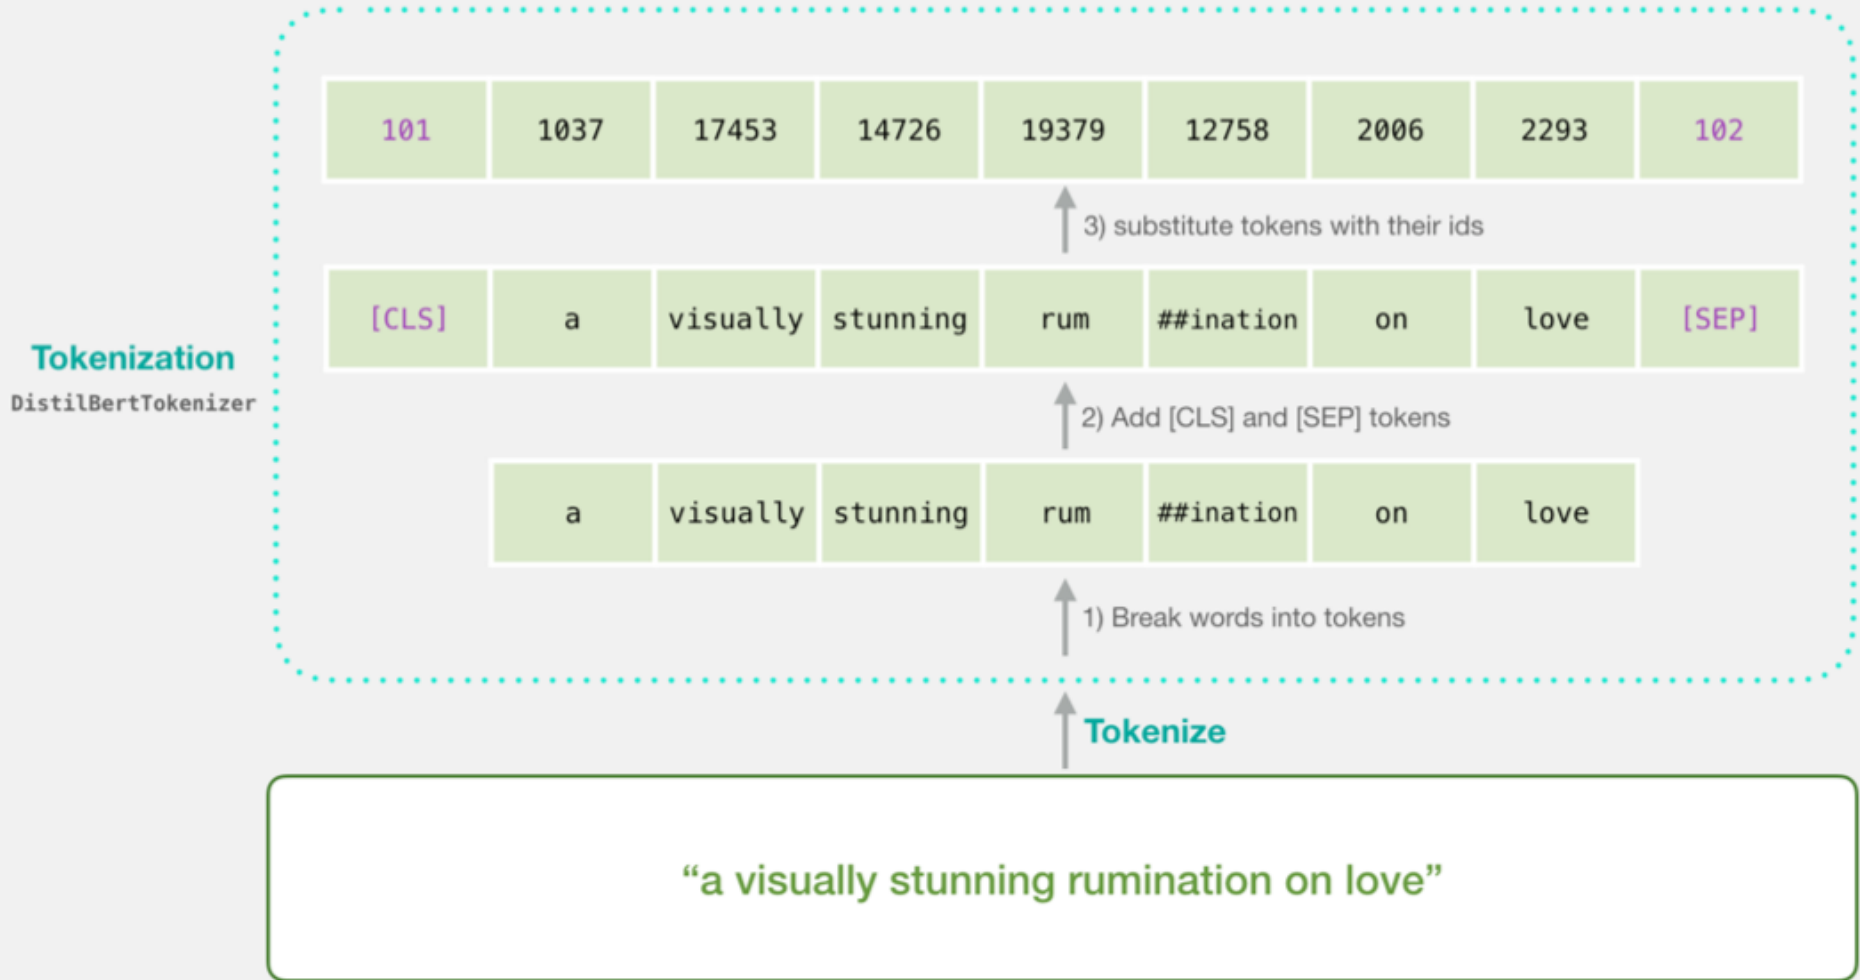 101 1037 17453 14726 19379 12758 2006 2293 102
3) substitute tokens with their ids
[CLS] a visually stunning rum ##ination on love [SEP]
Tokenization
DistilBertTokenizer
2) Add [CLS] and [SEP] tokens
a visually stunning rum ##ination on love
1) Break words into tokens
Tokenize
“a visually stunning rumination on love”